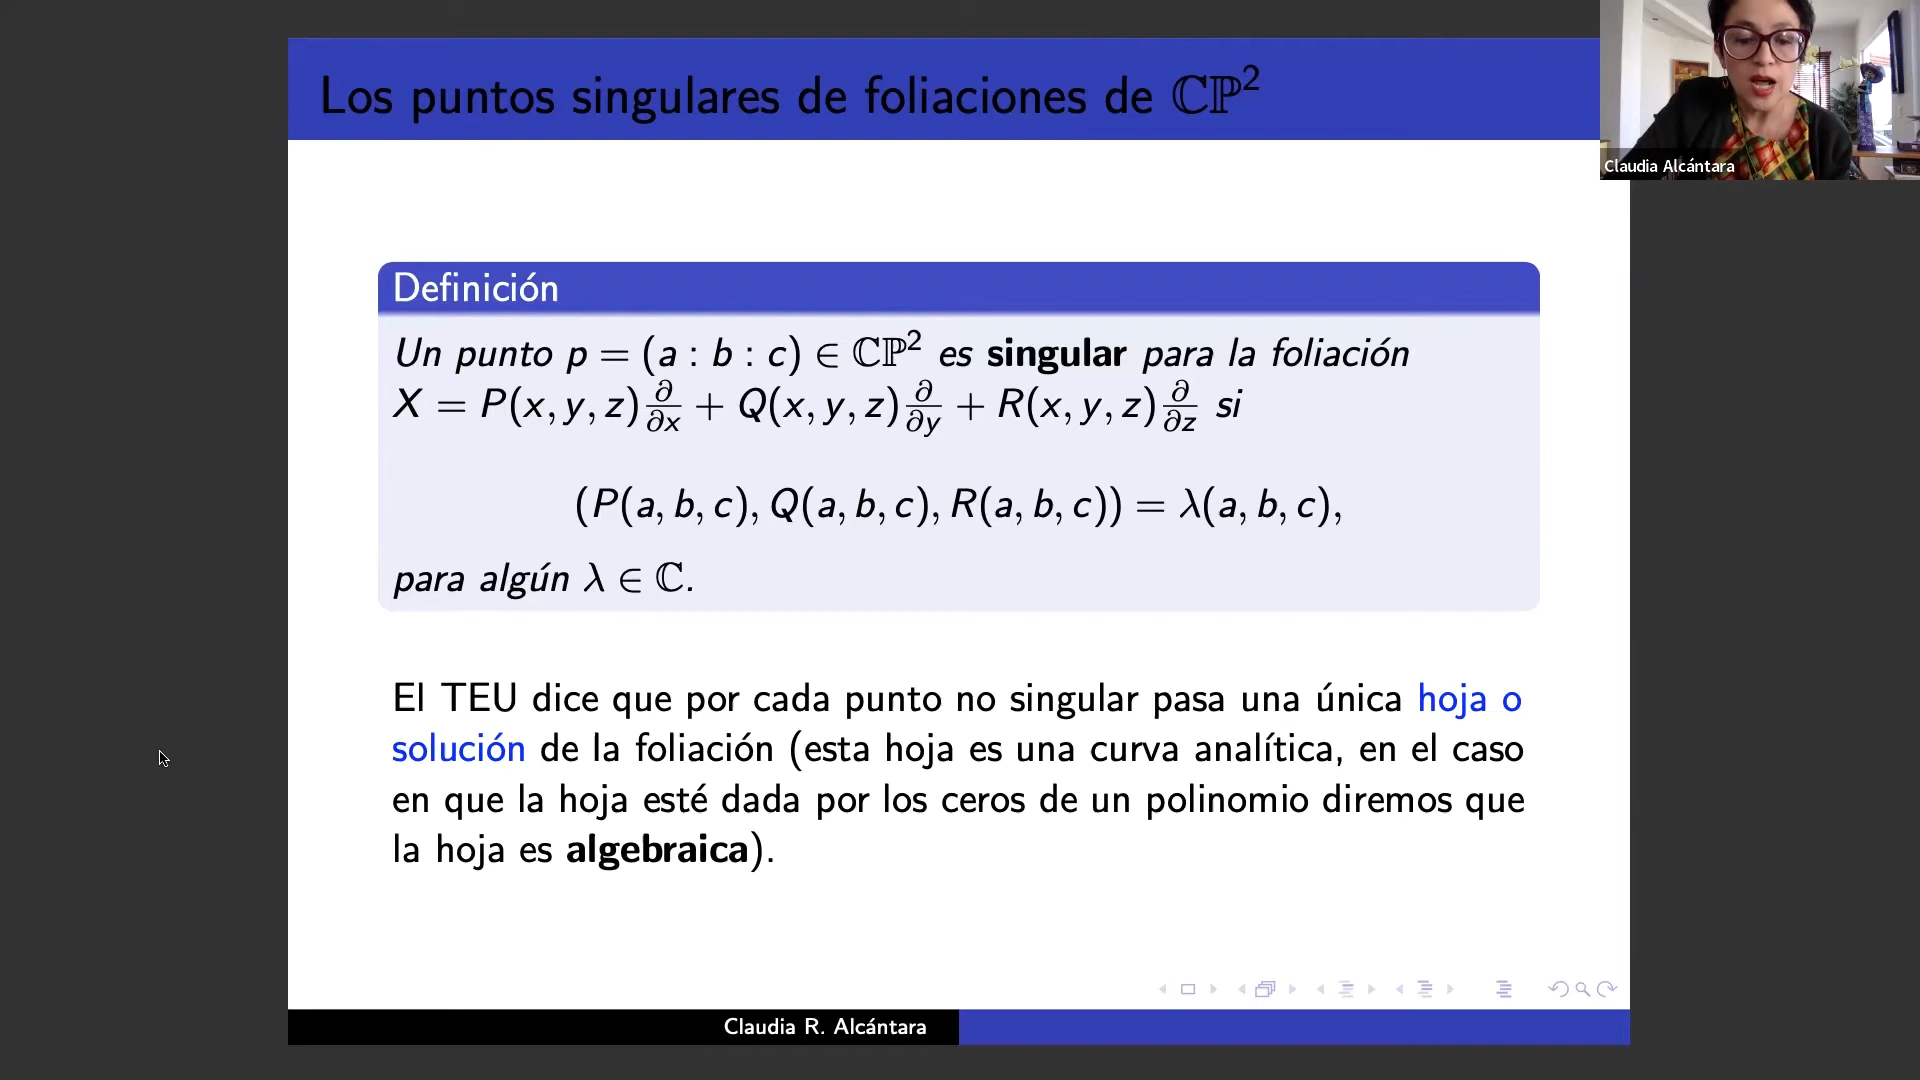 Los puntos singulares de foliaciones de ℂℙ²
Claudia Alcántara
Definición
Un punto p = (a : b : c) ∈ ℂℙ² es singular para la foliación
X = P(x, y, z) ∂/∂x + Q(x, y, z) ∂/∂y + R(x, y, z) ∂/∂z si
(P(a, b, c), Q(a, b, c), R(a, b, c)) = λ(a, b, c),
para algún λ ∈ ℂ.
El TEU dice que por cada punto no singular pasa una única hoja o
solución de la foliación (esta hoja es una curva analítica, en el caso
en que la hoja esté dada por los ceros de un polinomio diremos que
la hoja es algebraica).
Claudia R. Alcántara